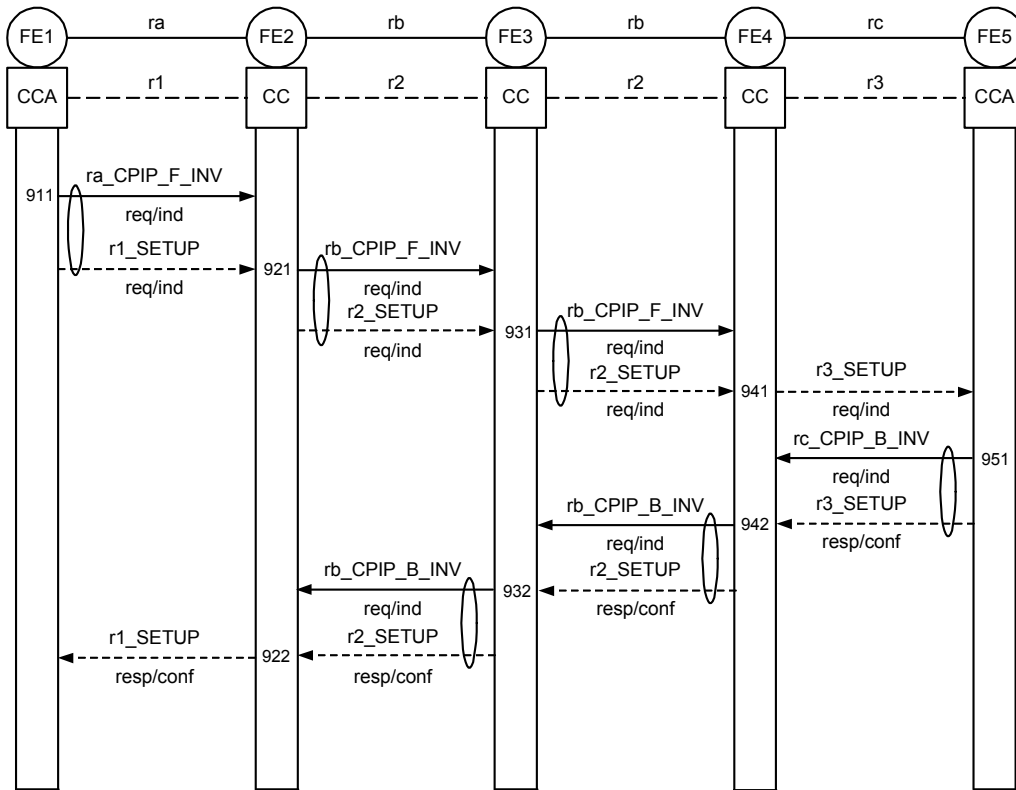 FE1 ra FE2 rb FE3 rb FE4 rc FE5
CCA r1 CC r2 CC r2 CC r3 CCA
911 ra_CPIP_F_INV
req/ind
r1_SETUP
req/ind
921 rb_CPIP_F_INV
req/ind
r2_SETUP
req/ind
931 rb_CPIP_F_INV
req/ind
r2_SETUP
req/ind
941 r3_SETUP
req/ind
rc_CPIP_B_INV 951
req/ind
r3_SETUP
resp/conf
rb_CPIP_B_INV 942
req/ind
r2_SETUP
resp/conf
rb_CPIP_B_INV 932
req/ind
r2_SETUP
resp/conf
r1_SETUP 922
resp/conf